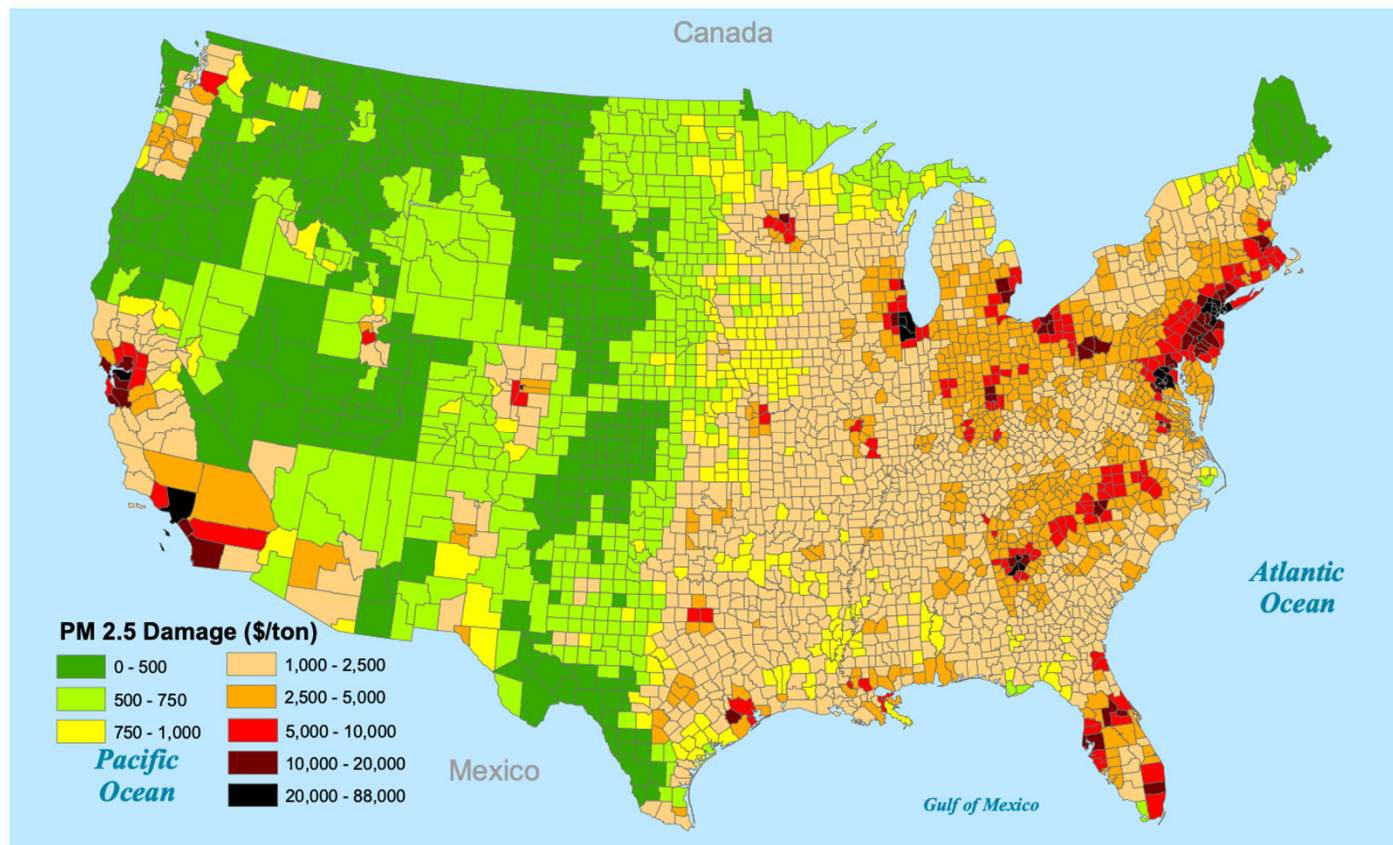 Canada
Atlantic
Ocean
PM 2.5 Damage ($/ton)
0 - 500
500 - 750
750 - 1,000
1,000 - 2,500
2,500 - 5,000
5,000 - 10,000
10,000 - 20,000
20,000 - 88,000
Pacific
Ocean
Mexico
Gulf of Mexico